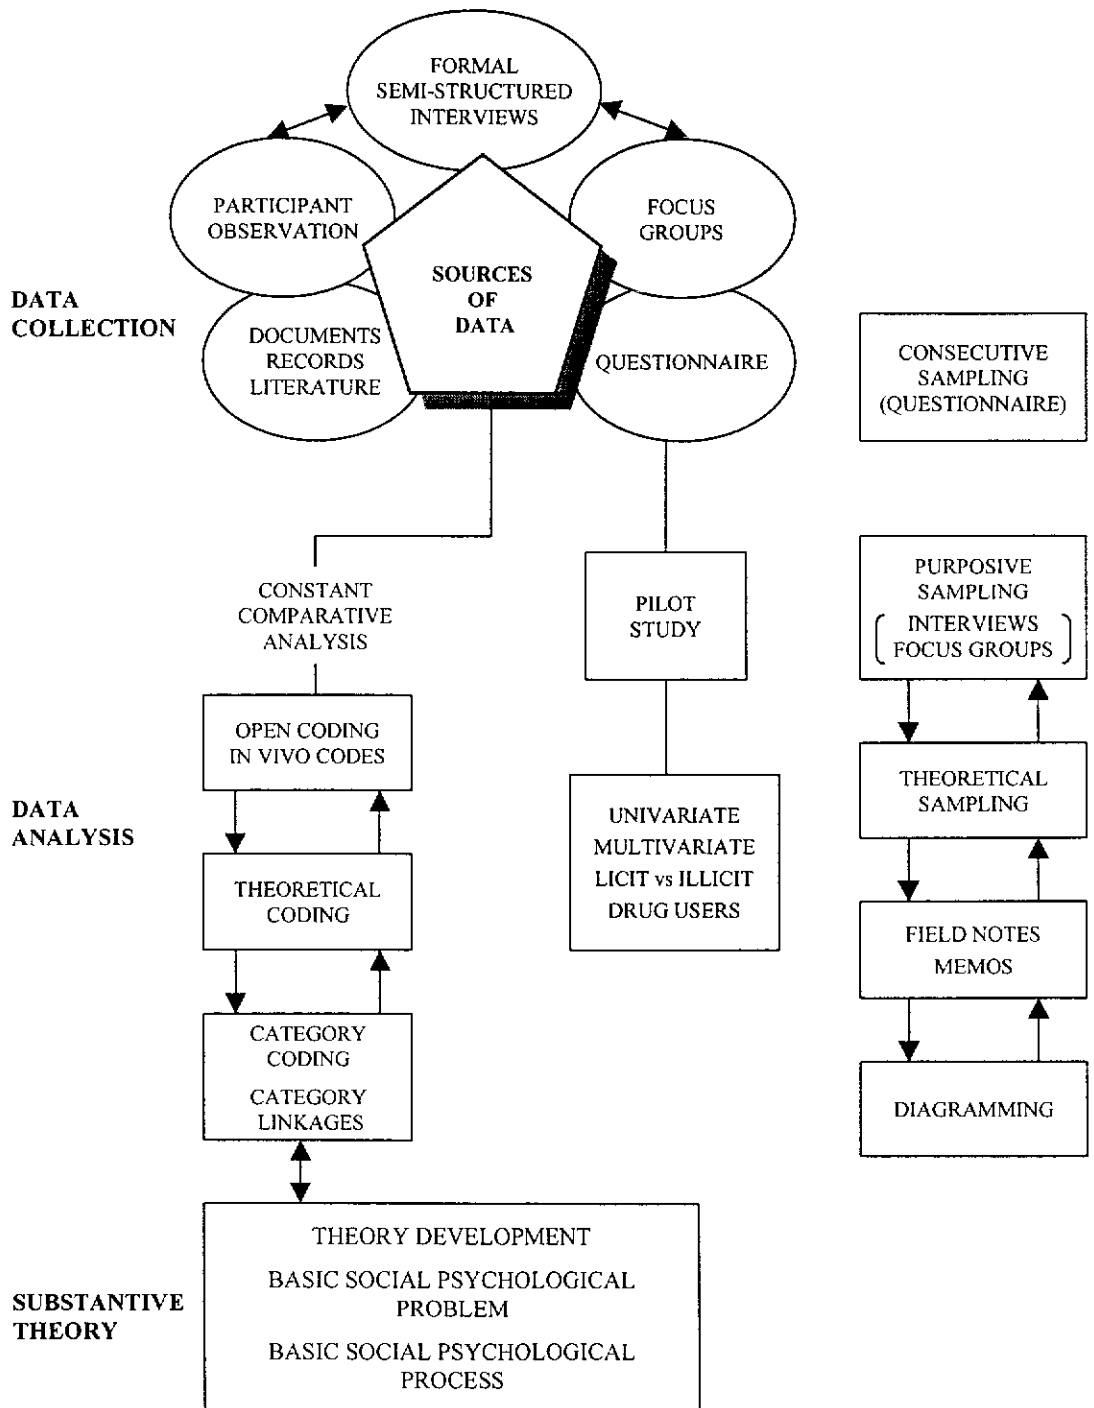 FORMAL
SEMI-STRUCTURED
INTERVIEWS
PARTICIPANT
OBSERVATION
FOCUS
GROUPS
SOURCES
OF
DATA
DATA
COLLECTION
DOCUMENTS
RECORDS
LITERATURE
QUESTIONNAIRE
CONSECUTIVE
SAMPLING
(QUESTIONNAIRE)
CONSTANT
COMPARATIVE
ANALYSIS
PILOT
STUDY
PURPOSIVE
SAMPLING
( INTERVIEWS
FOCUS GROUPS )
DATA
ANALYSIS
OPEN CODING
IN VIVO CODES
THEORETICAL
CODING
CATEGORY
CODING
CATEGORY
LINKAGES
UNIVARIATE
MULTIVARIATE
LICIT vs ILLICIT
DRUG USERS
THEORETICAL
SAMPLING
FIELD NOTES
MEMOS
DIAGRAMMING
SUBSTANTIVE
THEORY
THEORY DEVELOPMENT
BASIC SOCIAL PSYCHOLOGICAL
PROBLEM
BASIC SOCIAL PSYCHOLOGICAL
PROCESS